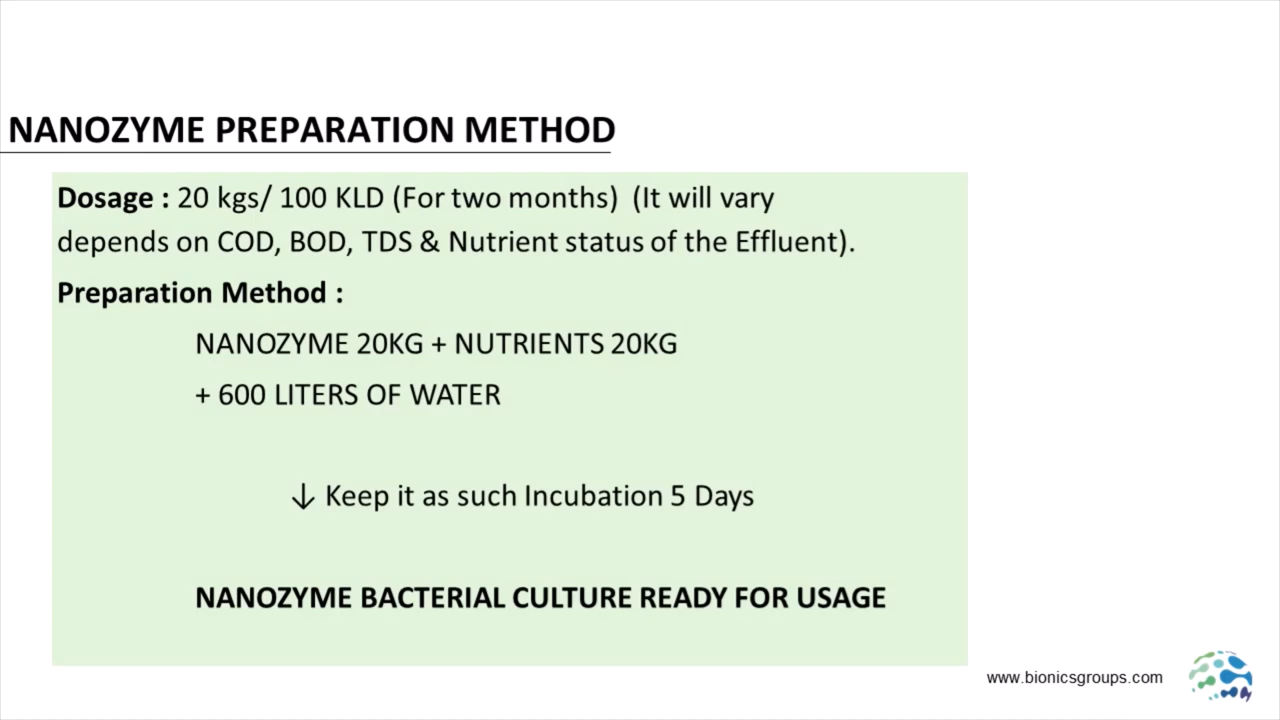 NANOZYME PREPARATION METHOD
Dosage : 20 kgs/ 100 KLD (For two months) (It will vary
depends on COD, BOD, TDS & Nutrient status of the Effluent).
Preparation Method :
NANOZYME 20KG + NUTRIENTS 20KG
+ 600 LITERS OF WATER
↓ Keep it as such Incubation 5 Days
NANOZYME BACTERIAL CULTURE READY FOR USAGE
www.bionicsgroups.com